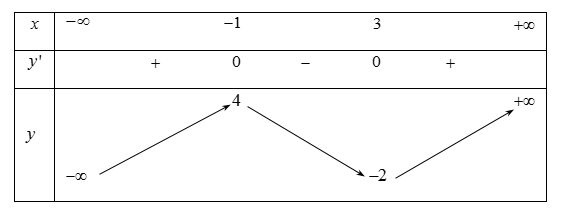 x −∞ −1 3 +∞
y' + 0 − 0 +
4 +∞
y
−∞ −2